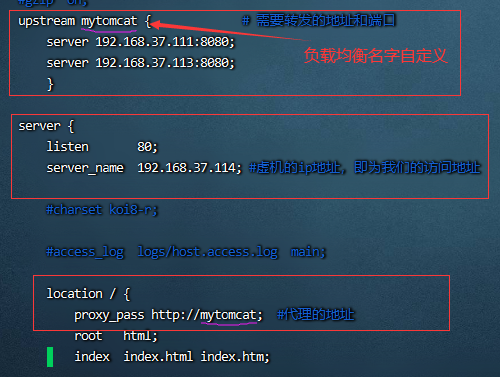 #gzip on;
upstream mytomcat { # 需要转发的地址和端口
server 192.168.37.111:8080;
负载均衡名字自定义
server 192.168.37.113:8080;
}
server {
listen 80;
server_name 192.168.37.114; #虚机的ip地址, 即为我们的访问地址
#charset koi8-r;
#access_log logs/host.access.log main;
location / {
proxy_pass http://mytomcat; #代理的地址
root html;
index index.html index.htm;